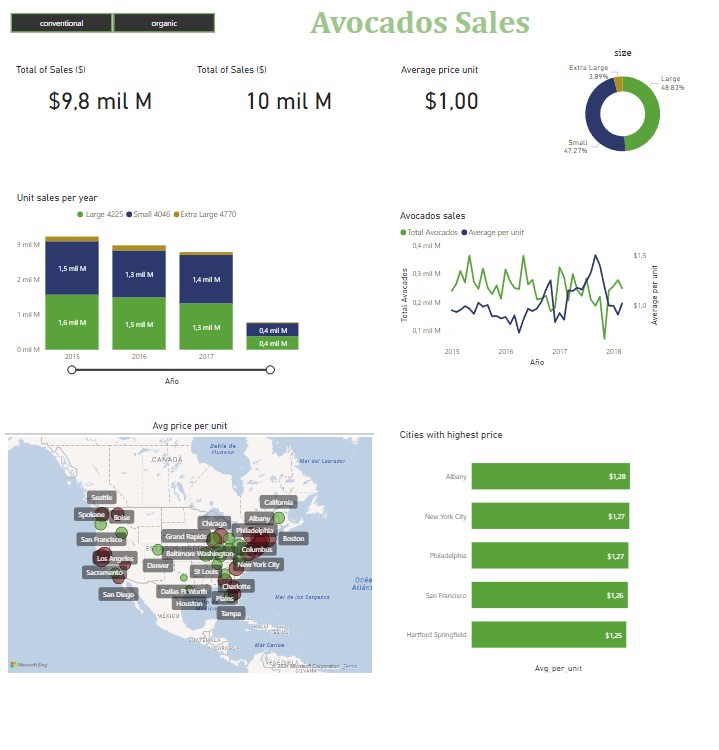 conventional
organic
Avocados Sales
Total of Sales ($)
$9,8 mil M
Total of Sales ($)
10 mil M
Average price unit
$1,00
size
Extra Large
3.89%
Large
48.83%
Small
47.27%
Unit sales per year
Large 4225 Small 4046 Extra Large 4770
3 mil M
2 mil M
1 mil M
0 mil M
1,5 mil M
1,6 mil M
1,3 mil M
1,5 mil M
1,4 mil M
1,3 mil M
0,4 mil M
0,4 mil M
2015
2016
2017
Año
Avocados sales
Total Avocados Average per unit
0,4 mil M
0,3 mil M
0,2 mil M
0,1 mil M
Total Avocados
$1,5
$1,0
Average per unit
2015
2016
2017
2018
Año
Avg price per unit
Bahía de
Hudson
CANADÁ
Mar del Labrador
Seattle
Spokane
Boise
California
Albany
Chicago
Philadelphia
San Francisco
Grand Rapids
Boston
Baltimore Washington
Columbus
Los Angeles
Denver
New York City
Sacramento
St Louis
Charlotte
San Diego
Dallas Ft Worth
Plains
Houston
Tampa
Océa
Atlánti
Mar de los Sargazos
MÉXICO
GUATEMALA
NICARAGUA
Mar Caribe
VENEZUELA
GUYANA
Microsoft Bing
© 2024 Microsoft Corporation Terms
Cities with highest price
Albany
$1,28
New York City
$1,27
Philadelphia
$1,27
San Francisco
$1,26
Hartford Springfield
$1,25
Avg_per_unit